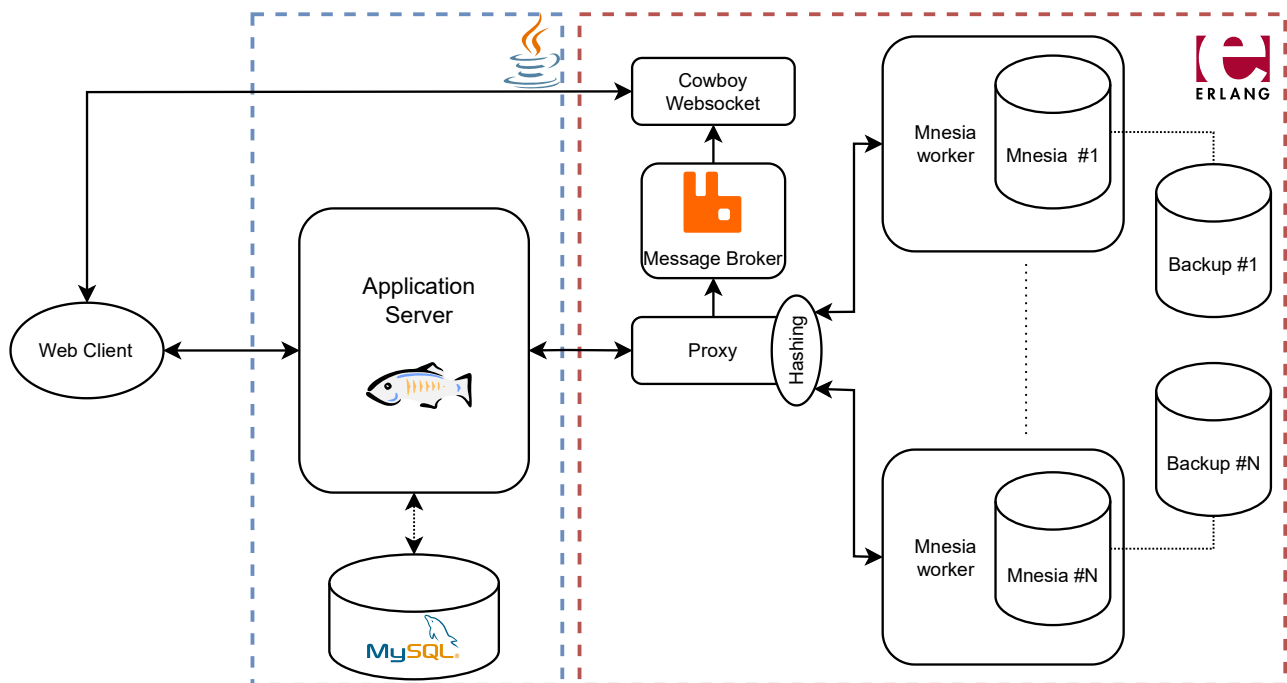 Web Client
Application
Server
MySQL®
Cowboy
Websocket
Message Broker
Proxy
Hashing
Mnesia
worker
Mnesia #1
ERLANG
Backup #1
Backup #N
Mnesia
worker
Mnesia #N